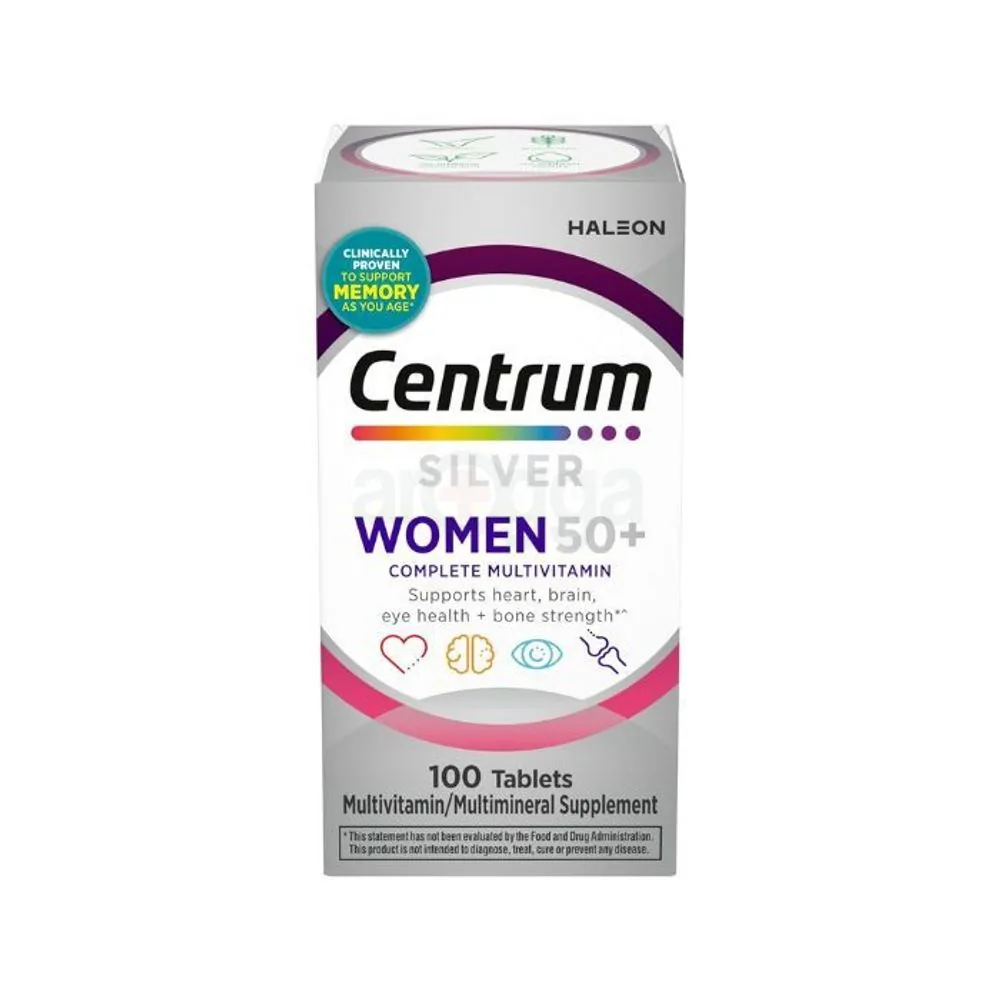 HALEON
CLINICALLY
PROVEN
TO SUPPORT
MEMORY
AS YOU AGE*
Centrum
SILVER
WOMEN 50+
COMPLETE MULTIVITAMIN
Supports heart, brain,
eye health + bone strength*^
100 Tablets
Multivitamin/Multimineral Supplement
*This statement has not been evaluated by the Food and Drug Administration.
This product is not intended to diagnose, treat, cure or prevent any disease.